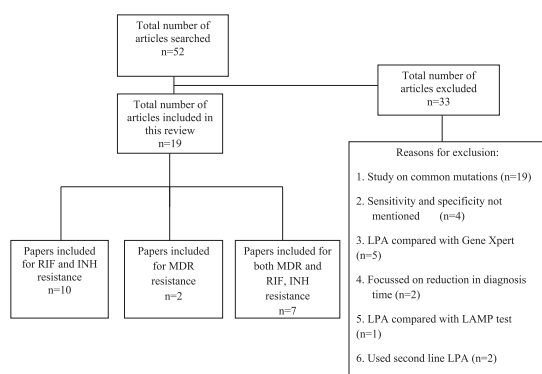 Total number of
articles searched
n=52
Total number of
articles excluded
n=33
Total number of
articles included in
this review
n=19
Reasons for exclusion:
1. Study on common mutations (n=19)
2. Sensitivity and specificity not
mentioned (n=4)
3. LPA compared with Gene Xpert
(n=5)
4. Focussed on reduction in diagnosis
time (n=2)
5. LPA compared with LAMP test
(n=1)
6. Used second line LPA (n=2)
Papers included
for RIF and INH
resistance
n=10
Papers included
for MDR
resistance
n=2
Papers included for
both MDR and
RIF, INH
resistance
n=7